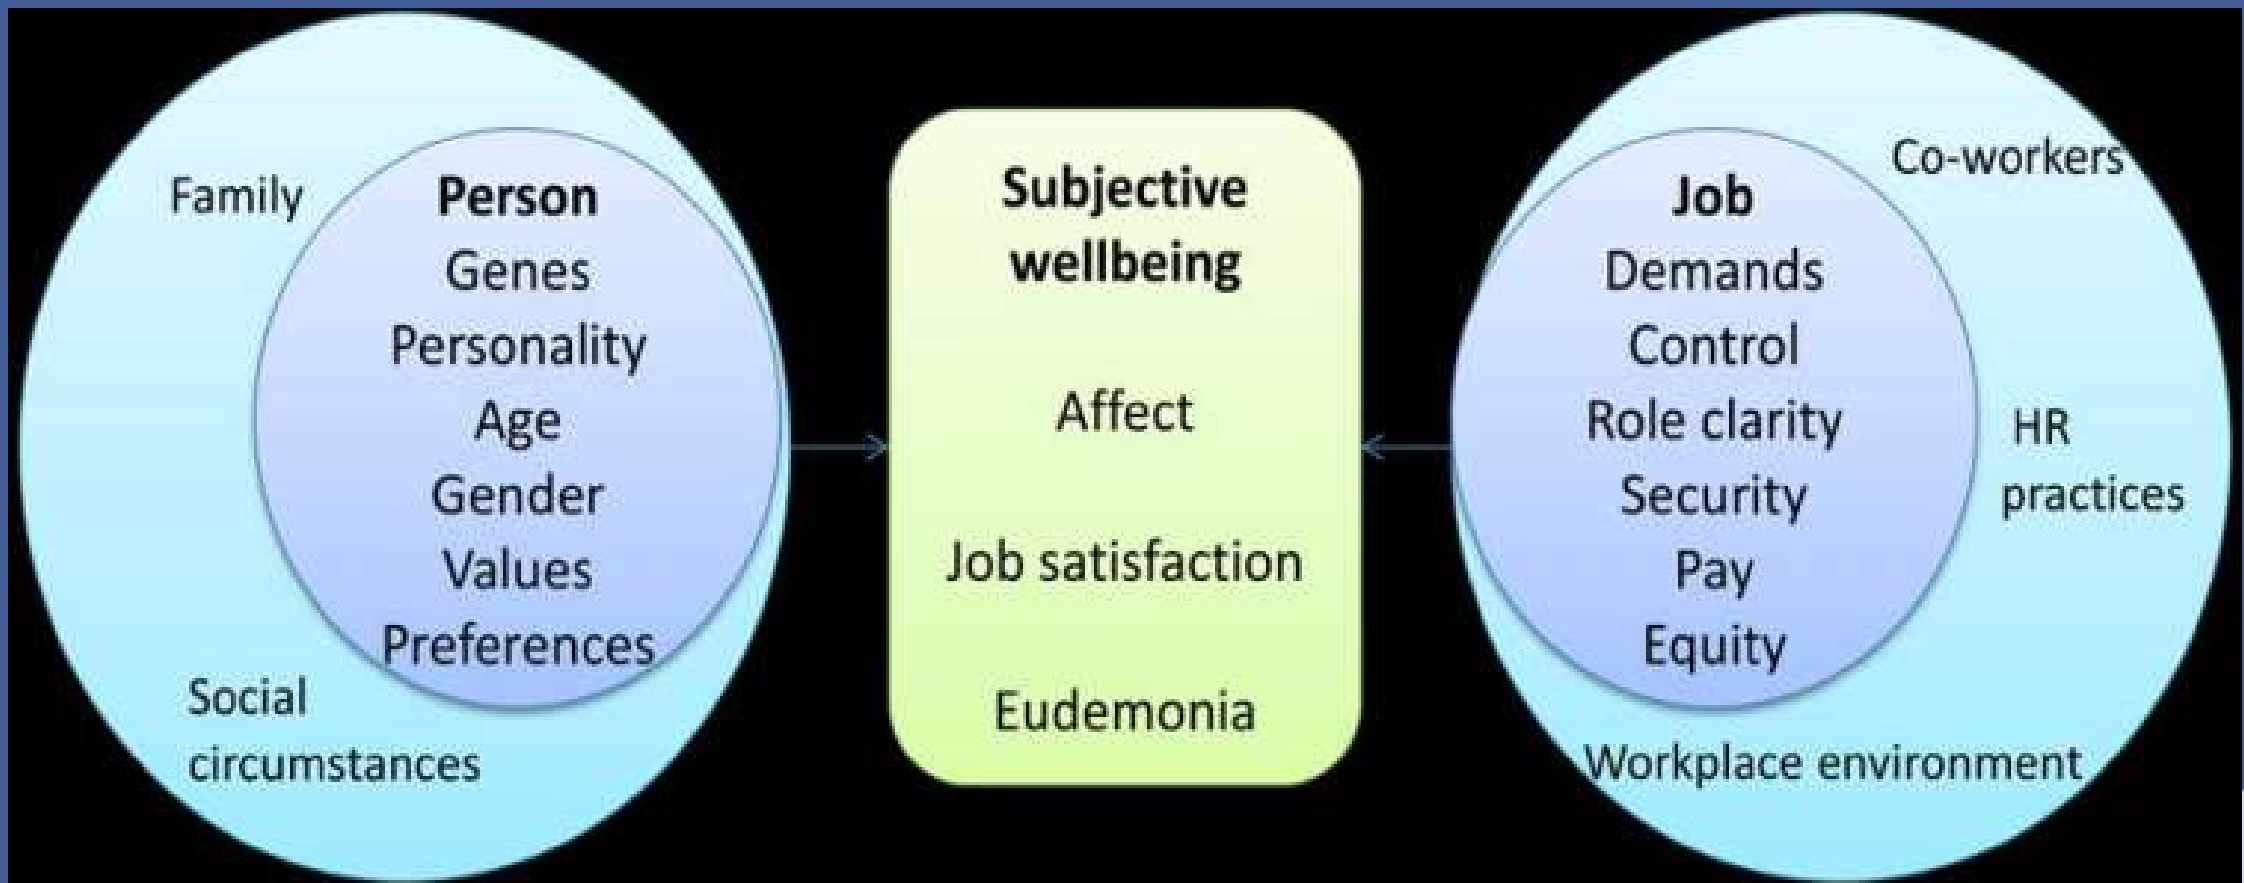 Family
Person
Genes
Personality
Age
Gender
Values
Preferences
Social
circumstances
Subjective
wellbeing
Affect
Job satisfaction
Eudemonia
Job
Demands
Control
Role clarity
Security
Pay
Equity
Co-workers
HR
practices
Workplace environment